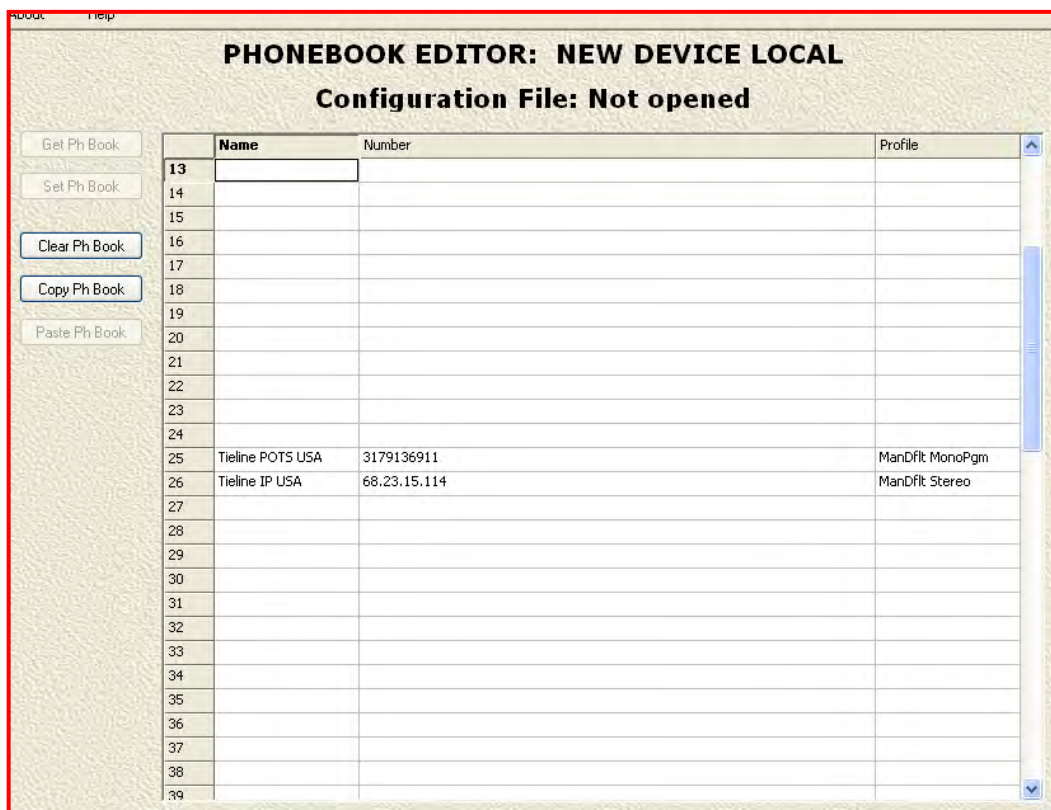 About Help
PHONEBOOK EDITOR: NEW DEVICE LOCAL
Configuration File: Not opened
Get Ph Book
Set Ph Book
Clear Ph Book
Copy Ph Book
Paste Ph Book
Name Number Profile
13
14
15
16
17
18
19
20
21
22
23
24
25 Tieline POTS USA 3179136911 ManDflt MonoPgm
26 Tieline IP USA 68.23.15.114 ManDflt Stereo
27
28
29
30
31
32
33
34
35
36
37
38
39